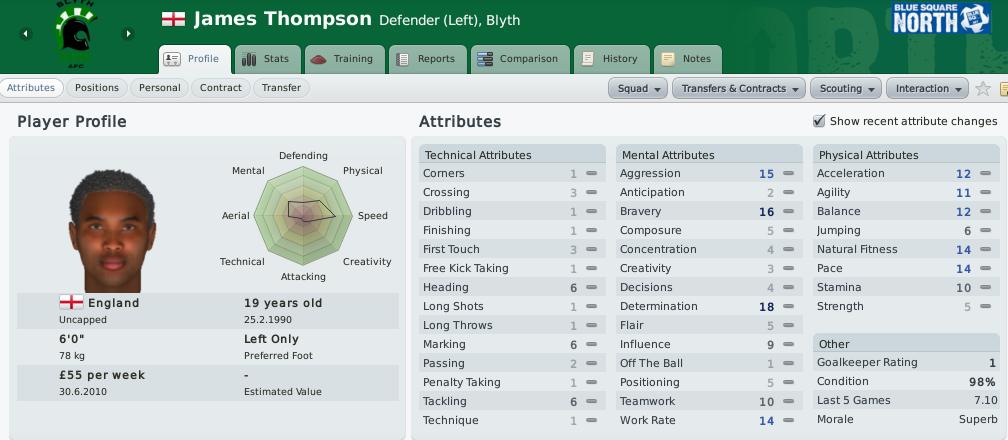 BLYTH
AFC
James Thompson Defender (Left), Blyth
BLUE SQUARE
NORTH
Profile Stats Training Reports Comparison History Notes
Attributes Positions Personal Contract Transfer Squad Transfers & Contracts Scouting Interaction
Player Profile
Defending
Mental Physical
Aerial Speed
Technical Creativity
Attacking
England 19 years old
Uncapped 25.2.1990
6'0" Left Only
78 kg Preferred Foot
£55 per week -
30.6.2010 Estimated Value
Attributes Show recent attribute changes
Technical Attributes
Corners 1
Crossing 3
Dribbling 1
Finishing 1
First Touch 3
Free Kick Taking 1
Heading 6
Long Shots 1
Long Throws 1
Marking 6
Passing 2
Penalty Taking 1
Tackling 6
Technique 1
Mental Attributes
Aggression 15
Anticipation 2
Bravery 16
Composure 5
Concentration 4
Creativity 3
Decisions 4
Determination 18
Flair 5
Influence 9
Off The Ball 1
Positioning 5
Teamwork 10
Work Rate 14
Physical Attributes
Acceleration 12
Agility 11
Balance 12
Jumping 6
Natural Fitness 14
Pace 14
Stamina 10
Strength 5
Other
Goalkeeper Rating 1
Condition 98%
Last 5 Games 7.10
Morale Superb